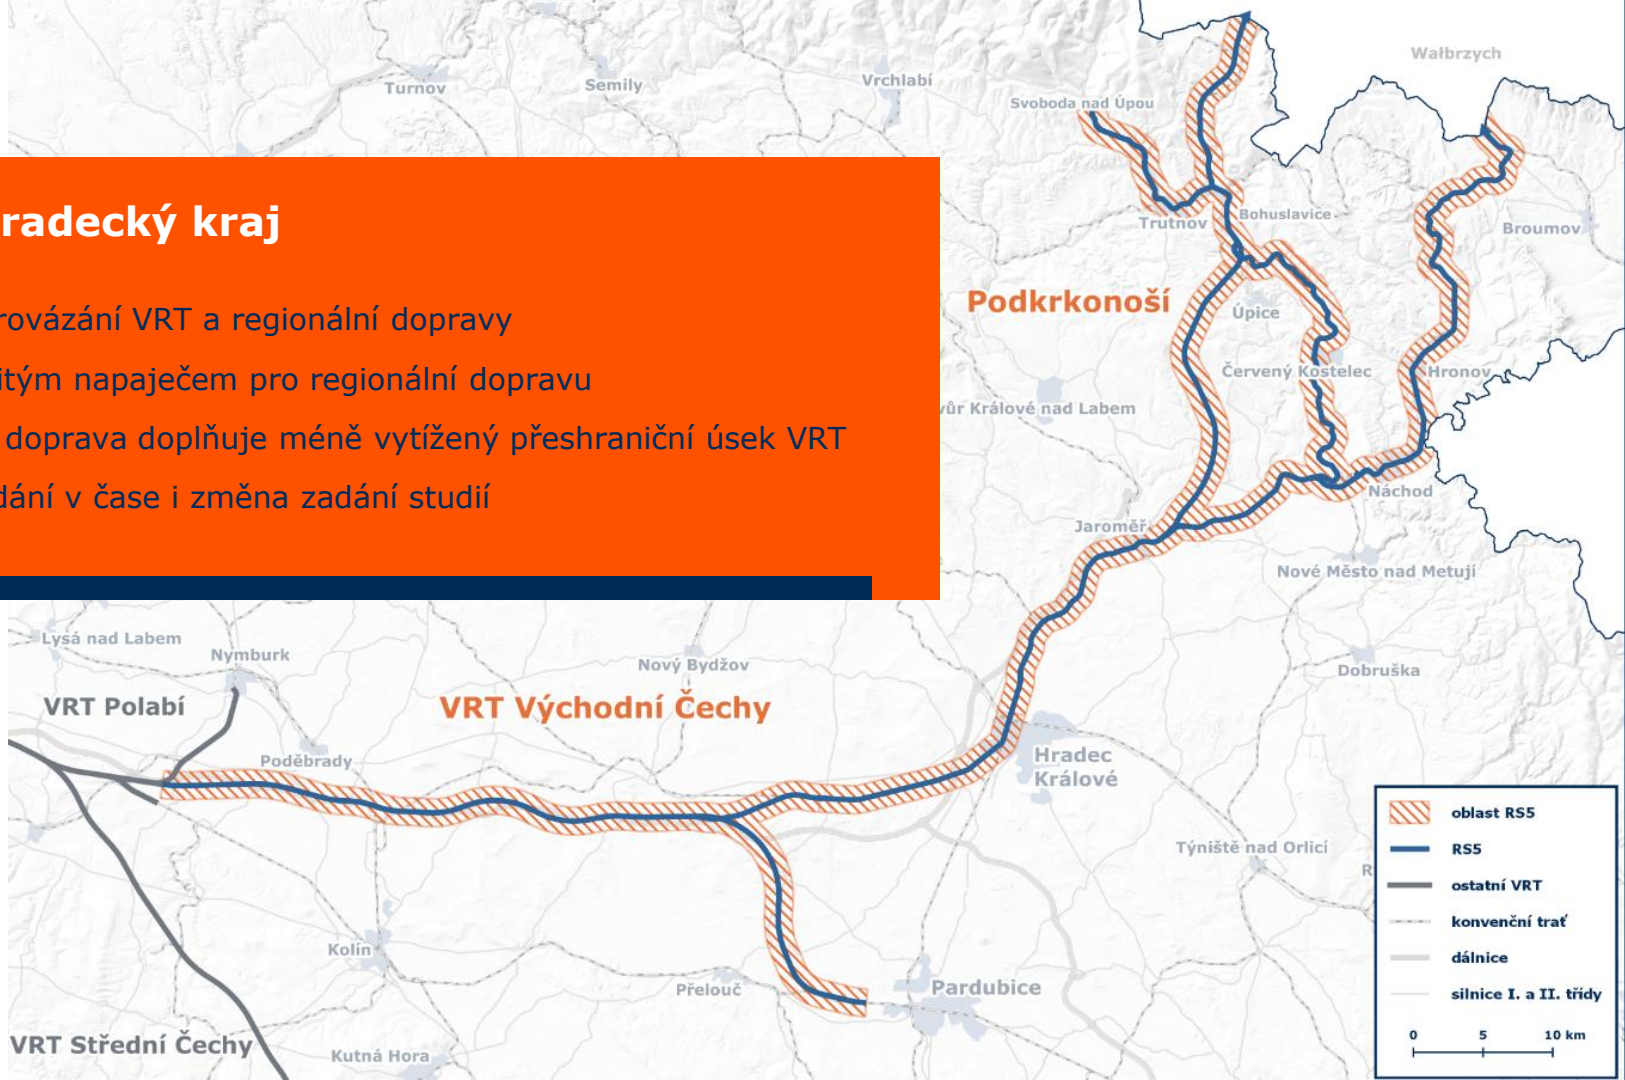 Wałbrzych
Turnov
Semily
Vrchlabí
Svoboda nad Úpou
radecký kraj
rovázání VRT a regionální dopravy
itým napaječem pro regionální dopravu
doprava doplňuje méně vytížený přeshraniční úsek VRT
dání v čase i změna zadání studií
Trutnov
Bohuslavice
Broumov
Podkrkonoší
Úpice
Červený Kostelec
Hronov
vůr Králové nad Labem
Náchod
Jaroměř
Nové Město nad Metují
Lysá nad Labem
Nymburk
Nový Bydžov
Dobruška
VRT Polabí
VRT Východní Čechy
Poděbrady
Hradec
Králové
Týniště nad Orlicí
R
Kolín
Přelouč
Pardubice
VRT Střední Čechy
Kutná Hora
oblast RS5
RS5
ostatní VRT
konvenční trať
dálnice
silnice I. a II. třídy
0 5 10 km